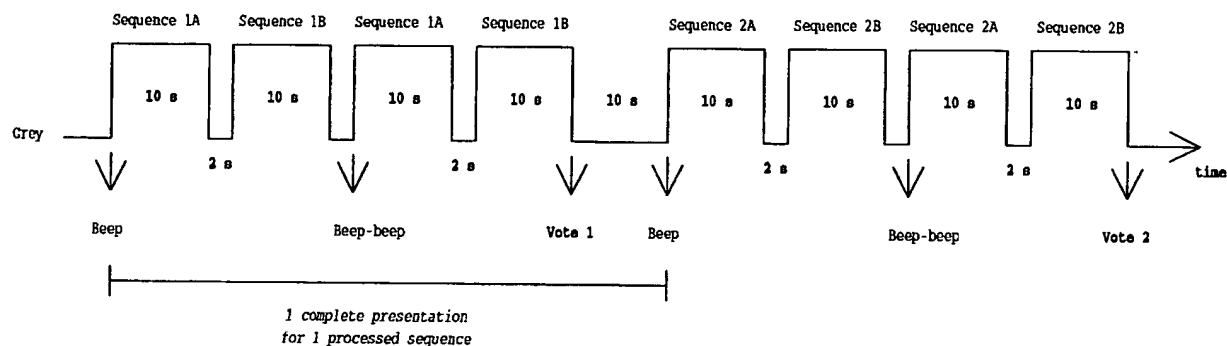 Sequence 1A Sequence 1B Sequence 1A Sequence 1B Sequence 2A Sequence 2B Sequence 2A Sequence 2B
10 s 10 s 10 s 10 s 10 s 10 s 10 s 10 s 10 s
Grey
2 s 2 s 2 s 2 s time
Beep Beep-beep Vote 1 Beep Beep-beep Vote 2
1 complete presentation
for 1 processed sequence